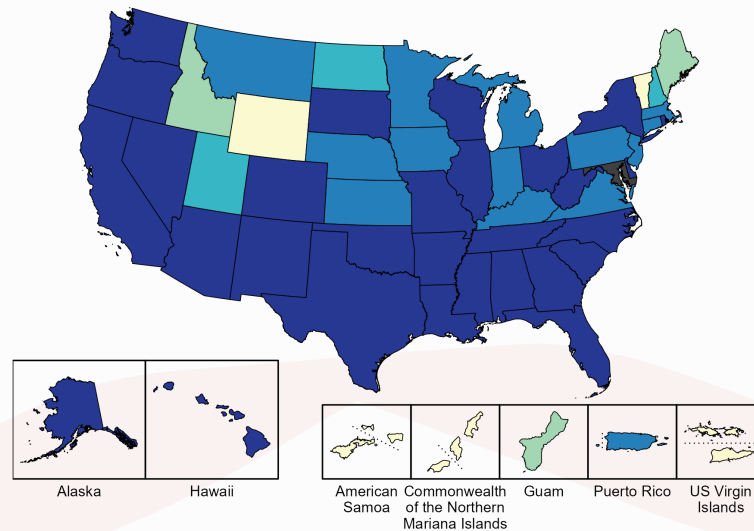 Alaska
Hawaii
American
Samoa
Commonwealth
of the Northern
Mariana Islands
Guam
Puerto Rico
US Virgin
Islands